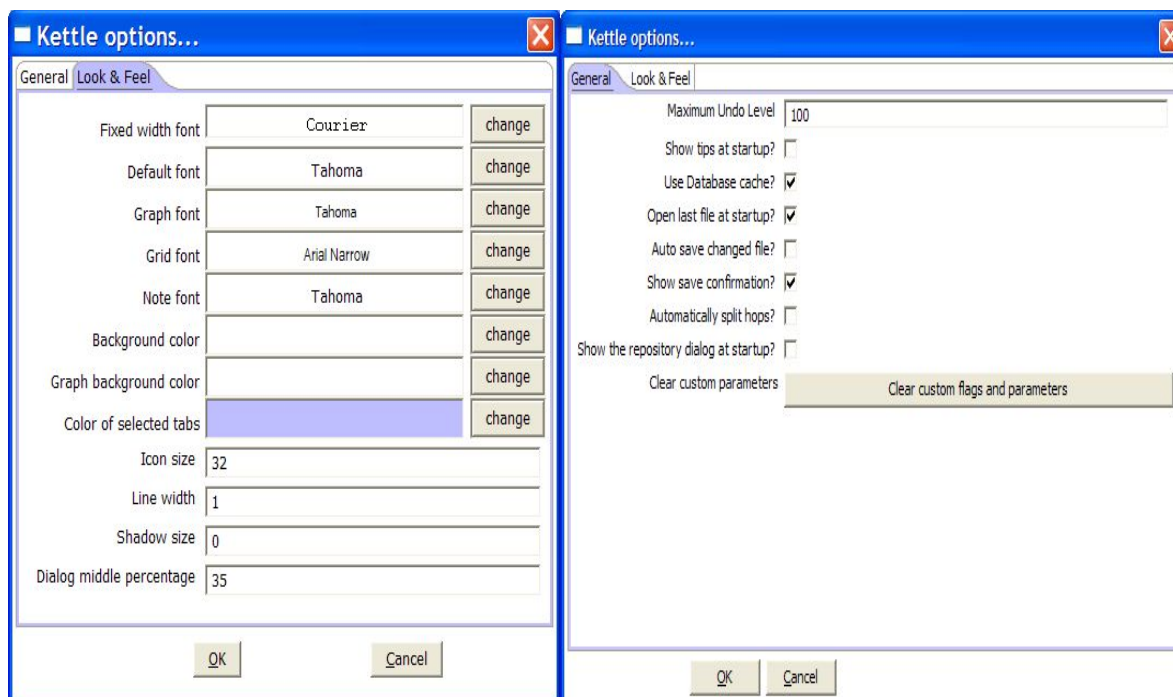 Kettle options...
General Look & Feel
Fixed width font Courier change
Default font Tahoma change
Graph font Tahoma change
Grid font Arial Narrow change
Note font Tahoma change
Background color change
Graph background color change
Color of selected tabs change
Icon size 32
Line width 1
Shadow size 0
Dialog middle percentage 35
OK Cancel
Kettle options...
General Look & Feel
Maximum Undo Level 100
Show tips at startup?
Use Database cache?
Open last file at startup?
Auto save changed file?
Show save confirmation?
Automatically split hops?
Show the repository dialog at startup?
Clear custom parameters Clear custom flags and parameters
OK Cancel